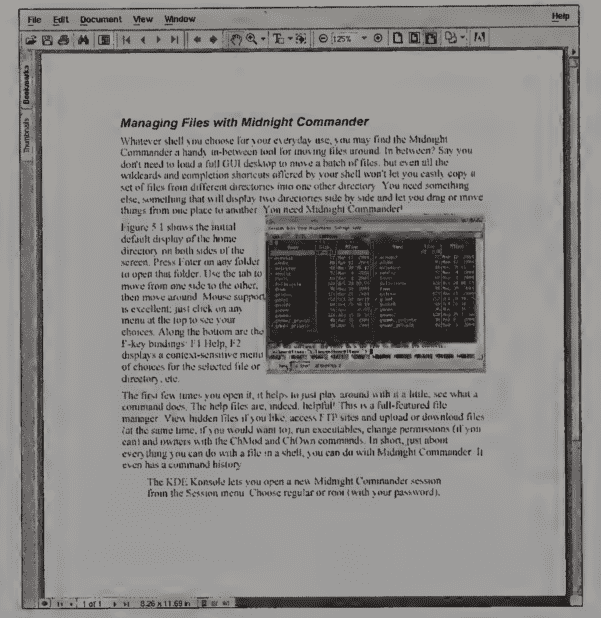 File Edit Document View Window Help
125%
Bookmarks
Thumbnails
Managing Files with Midnight Commander
Whatever shell you choose for your everyday use, you may find the Midnight
Commander a handy in-between tool for moving files around. In between? Say you
don't need to load a full GUI desktop to move a batch of files, but even all the
wildcards and completion shortcuts offered by your shell won't let you easily copy a
set of files from different directories into one other directory. You need something
else, something that will display two directories side by side and let you drag or move
things from one place to another. You need Midnight Commander!
Figure 5.1 shows the initial
default display of the home
directory on both sides of the
screen. Press Enter on any folder
to open that folder. Use the tab to
move from one side to the other,
then move around. Mouse support
is excellent; just click on any
menu at the top to see your
choices. Along the bottom are the
F-key bindings: F1 Help, F2
displays a context-sensitive menu
of choices for the selected file or
directory, etc.
The first few times you open it, it helps to just play around with it a little, see what a
command does. The help files are, indeed, helpful! This is a full-featured file
manager. View hidden files if you like, access FTP sites and upload or download files
(at the same time, if you would want to), run executables, change permissions (if you
can) and owners with the ChMod and ChOwn commands. In short, just about
everything you can do with a file in a shell, you can do with Midnight Commander. It
even has a command history.
The KDE Konsole lets you open a new Midnight Commander session
from the Session menu. Choose regular or root (with your password).
1 of 1 8.26 x 11.69 in